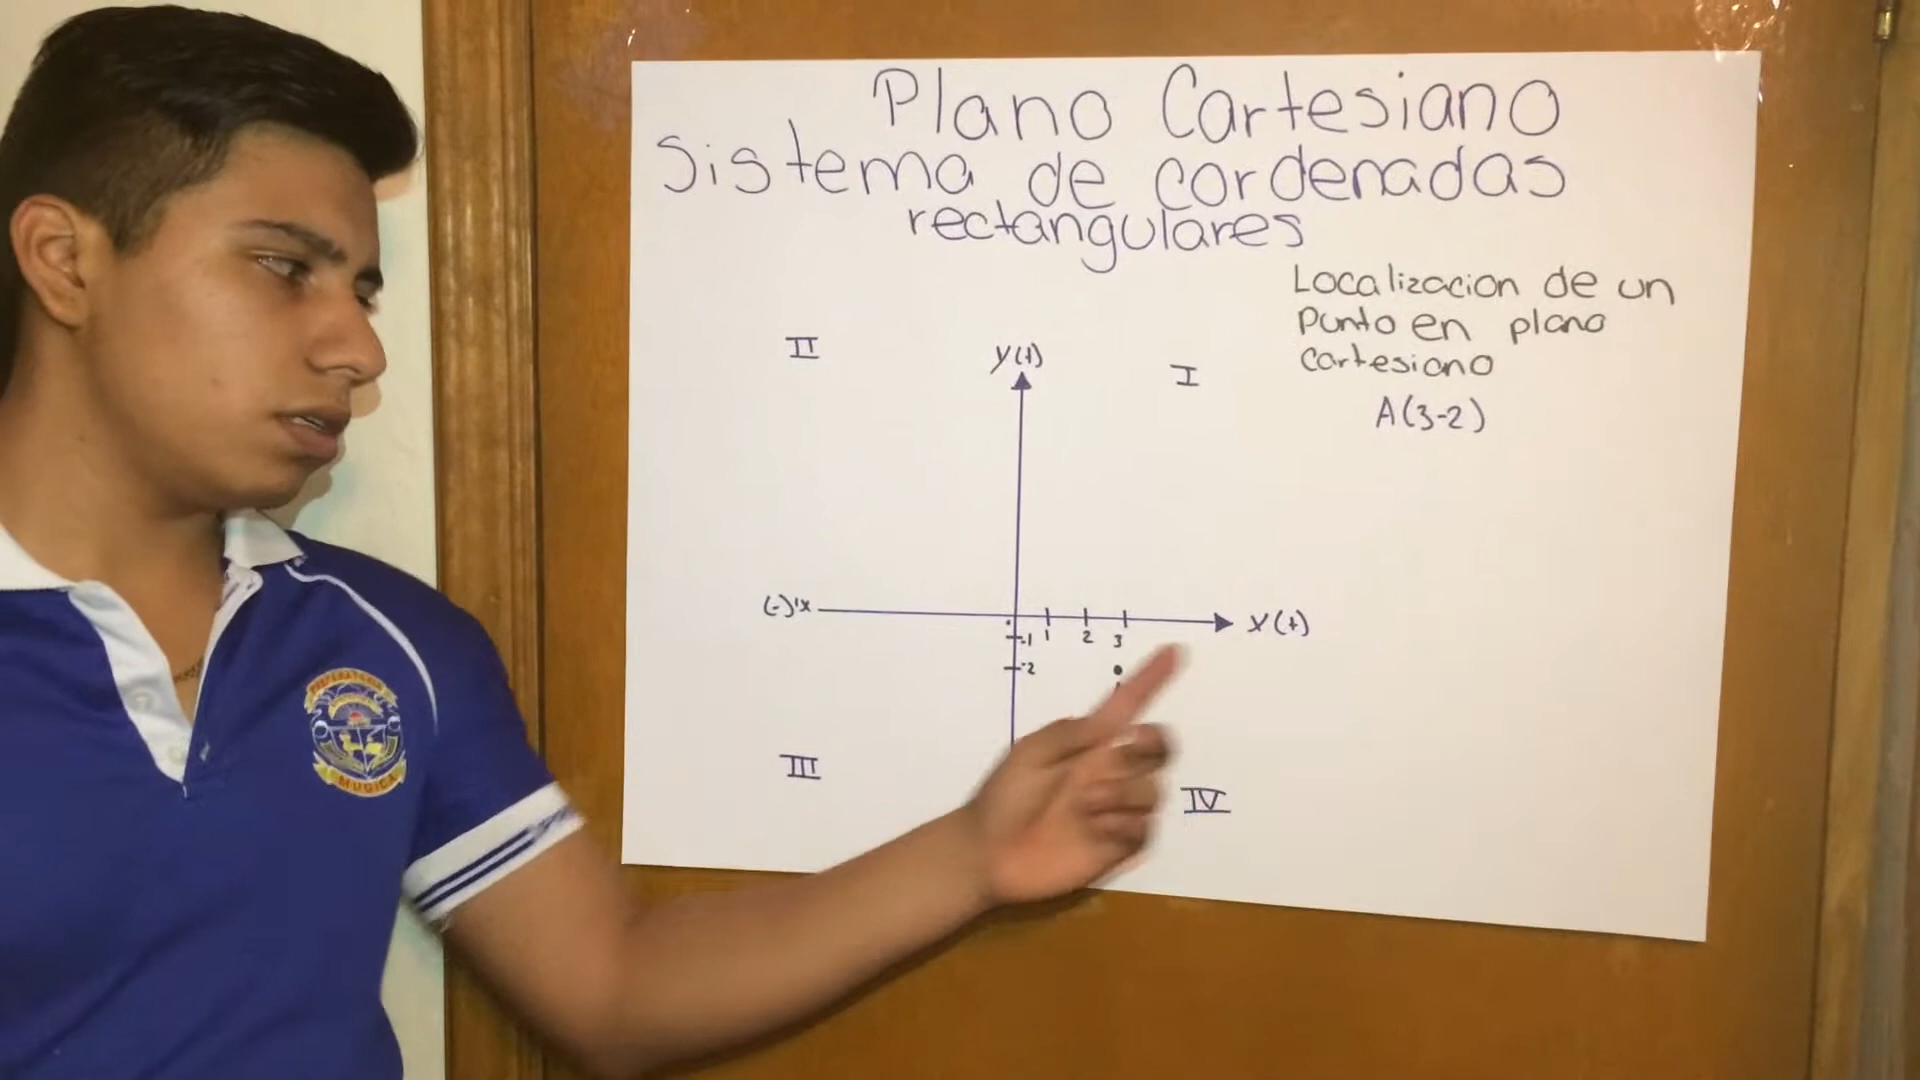 Plano Cartesiano
Sistema de cordenadas
rectangulares
Localizacion de un
punto en plano
cartesiano
A(3-2)
II
y(+)
I
(-)'x
1 2 3
x(+)
-1
-2
III
IV
MUGICA